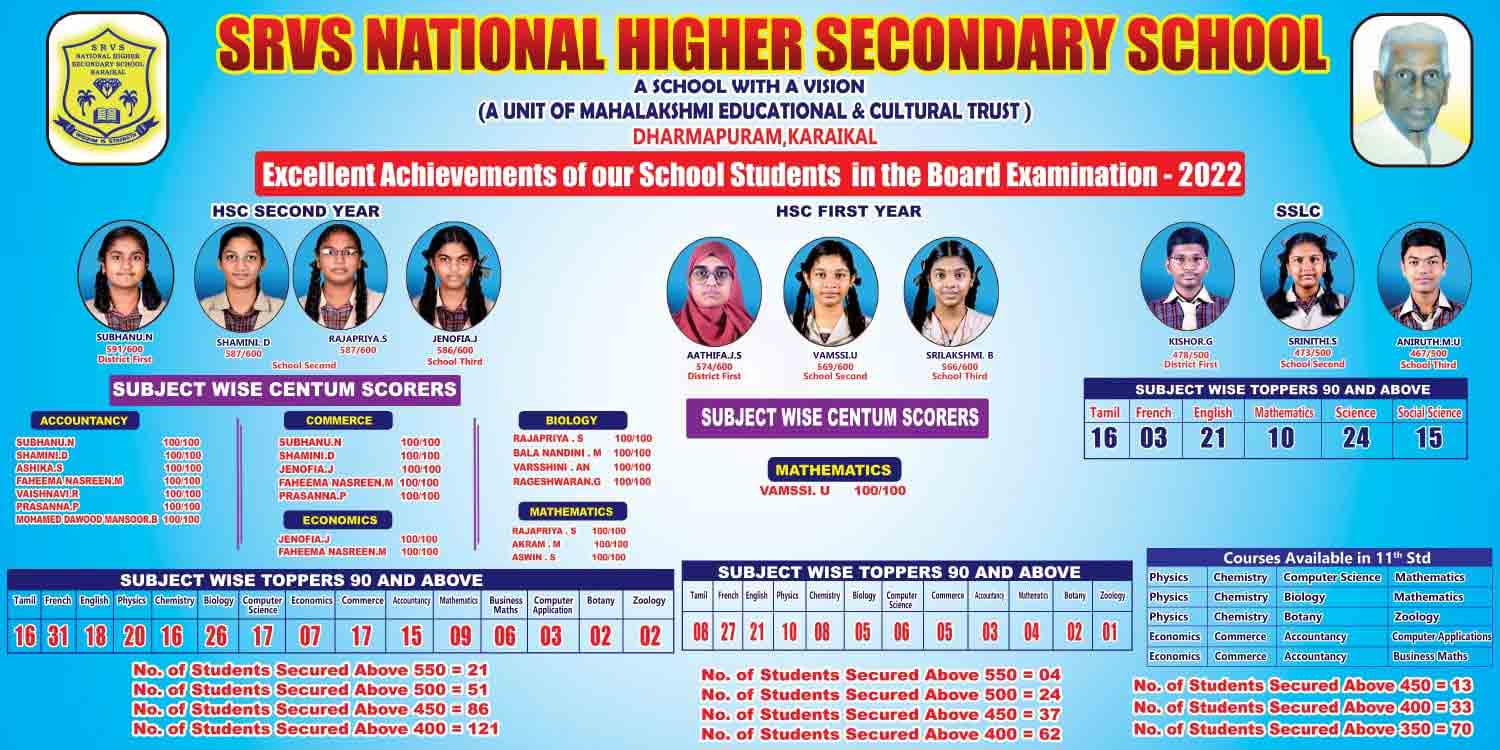 SRVS NATIONAL HIGHER SECONDARY SCHOOL
A SCHOOL WITH A VISION
(A UNIT OF MAHALAKSHMI EDUCATIONAL & CULTURAL TRUST )
DHARMAPURAM,KARAIKAL
S R V S
NATIONAL HIGHER
SECONDARY SCHOOL
KARAIKAL
WISDOM IS STRENGTH
Excellent Achievements of our School Students in the Board Examination - 2022
HSC SECOND YEAR
SUBHANU.N
591/600
District First
SHAMINI. D
587/600
RAJAPRIYA.S
587/600
School Second
JENOFIA.J
586/600
School Third
SUBJECT WISE CENTUM SCORERS
ACCOUNTANCY
SUBHANU.N 100/100
SHAMINI.D 100/100
ASHIKA.S 100/100
FAHEEMA NASREEN.M 100/100
VAISHNAVI.R 100/100
PRASANNA.P 100/100
MOHAMED DAWOOD MANSOOR.B 100/100
COMMERCE
SUBHANU.N 100/100
SHAMINI.D 100/100
JENOFIA.J 100/100
FAHEEMA NASREEN.M 100/100
PRASANNA.P 100/100
ECONOMICS
JENOFIA.J 100/100
FAHEEMA NASREEN.M 100/100
BIOLOGY
RAJAPRIYA . S 100/100
BALA NANDINI . M 100/100
VARSSHINI . AN 100/100
RAGESHWARAN.G 100/100
MATHEMATICS
RAJAPRIYA . S 100/100
AKRAM . M 100/100
ASWIN . S 100/100
SUBJECT WISE TOPPERS 90 AND ABOVE
Tamil French English Physics Chemistry Biology Computer Science Economics Commerce Accountancy Mathematics Business Maths Computer Application Botany Zoology
16 31 18 20 16 26 17 07 17 15 09 06 03 02 02
No. of Students Secured Above 550 = 21
No. of Students Secured Above 500 = 51
No. of Students Secured Above 450 = 86
No. of Students Secured Above 400 = 121
HSC FIRST YEAR
AATHIFA.J.S
574/600
District First
VAMSSI.U
569/600
School Second
SRILAKSHMI. B
566/600
School Third
SUBJECT WISE CENTUM SCORERS
MATHEMATICS
VAMSSI. U 100/100
SUBJECT WISE TOPPERS 90 AND ABOVE
Tamil French English Physics Chemistry Biology Computer Science Commerce Accountancy Mathematics Botany Zoology
08 27 21 10 08 05 06 05 03 04 02 01
No. of Students Secured Above 550 = 04
No. of Students Secured Above 500 = 24
No. of Students Secured Above 450 = 37
No. of Students Secured Above 400 = 62
SSLC
KISHOR.G
478/500
District First
SRINITHI.S
473/500
School Second
ANIRUTH.M.U
467/500
School Third
SUBJECT WISE TOPPERS 90 AND ABOVE
Tamil French English Mathematics Science Social Science
16 03 21 10 24 15
Courses Available in 11th Std
Physics Chemistry Computer Science Mathematics
Physics Chemistry Biology Mathematics
Physics Chemistry Botany Zoology
Economics Commerce Accountancy Computer Applications
Economics Commerce Accountancy Business Maths
No. of Students Secured Above 450 = 13
No. of Students Secured Above 400 = 33
No. of Students Secured Above 350 = 70